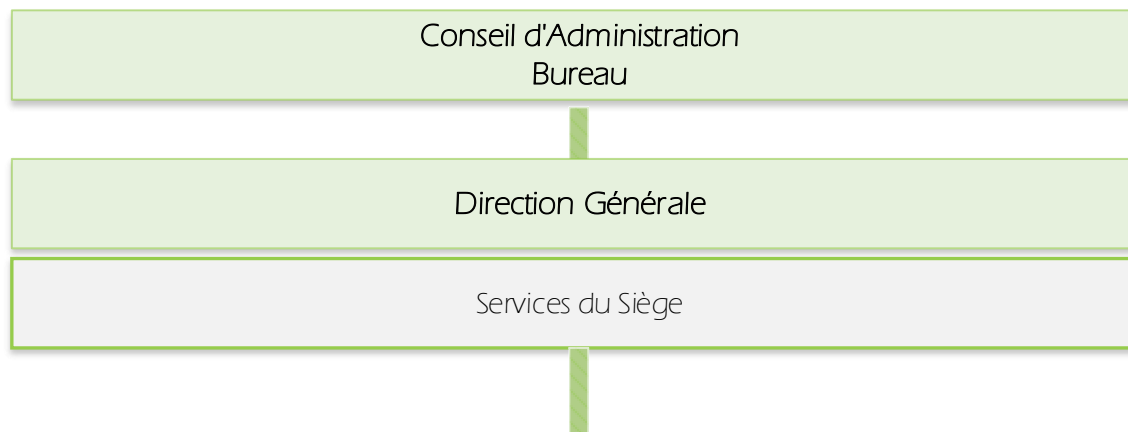 Conseil d'Administration
Bureau
Direction Générale
Services du Siège